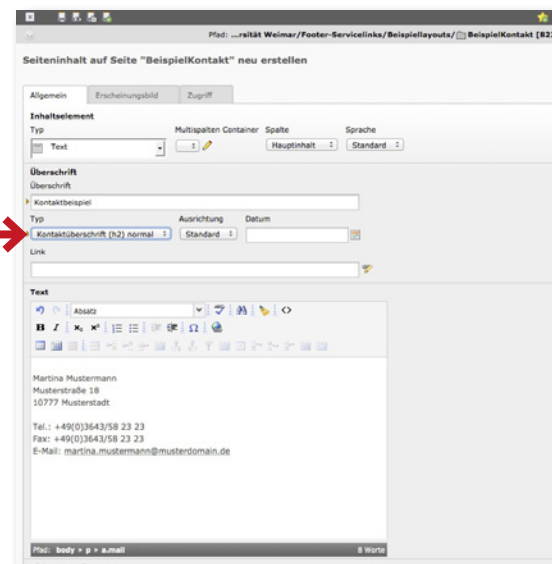 Pfad: ...rsität Weimar/Footer-Servicelinks/Beispiellayouts/ BeispielKontakt [82
Seiteninhalt auf Seite "BeispielKontakt" neu erstellen
Allgemein Erscheinungsbild Zugriff
Inhaltselement
Typ Multispalten Container Spalte Sprache
Text Hauptinhalt Standard
Überschrift
Überschrift
Kontaktbeispiel
Typ Ausrichtung Datum
Kontaktüberschrift (h2) normal Standard
Link
Text
Absatz
B I x₂ x² Ω
Martina Mustermann
Musterstraße 18
10777 Musterstadt
Tel.: +49(0)3643/58 23 23
Fax: +49(0)3643/58 23 23
E-Mail: martina.mustermann@musterdomain.de
Pfad: body » p » a.mail 8 Worte